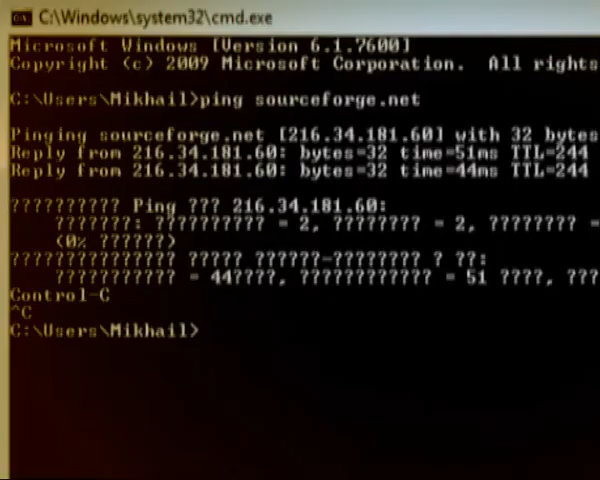 C:\Windows\system32\cmd.exe
Microsoft Windows [Version 6.1.7600]
Copyright (c) 2009 Microsoft Corporation.  All rights
C:\Users\Mikhail>ping sourceforge.net
Pinging sourceforge.net [216.34.181.60] with 32 bytes
Reply from 216.34.181.60: bytes=32 time=51ms TTL=244
Reply from 216.34.181.60: bytes=32 time=44ms TTL=244
?????????? Ping ??? 216.34.181.60:
    ???????: ?????????? = 2, ???????? = 2, ???????? =
    (0% ??????)
??????????????? ????? ??????-???????? ? ??:
    ??????????? = 44????, ???????????? = 51 ????, ???
Control-C
^C
C:\Users\Mikhail>